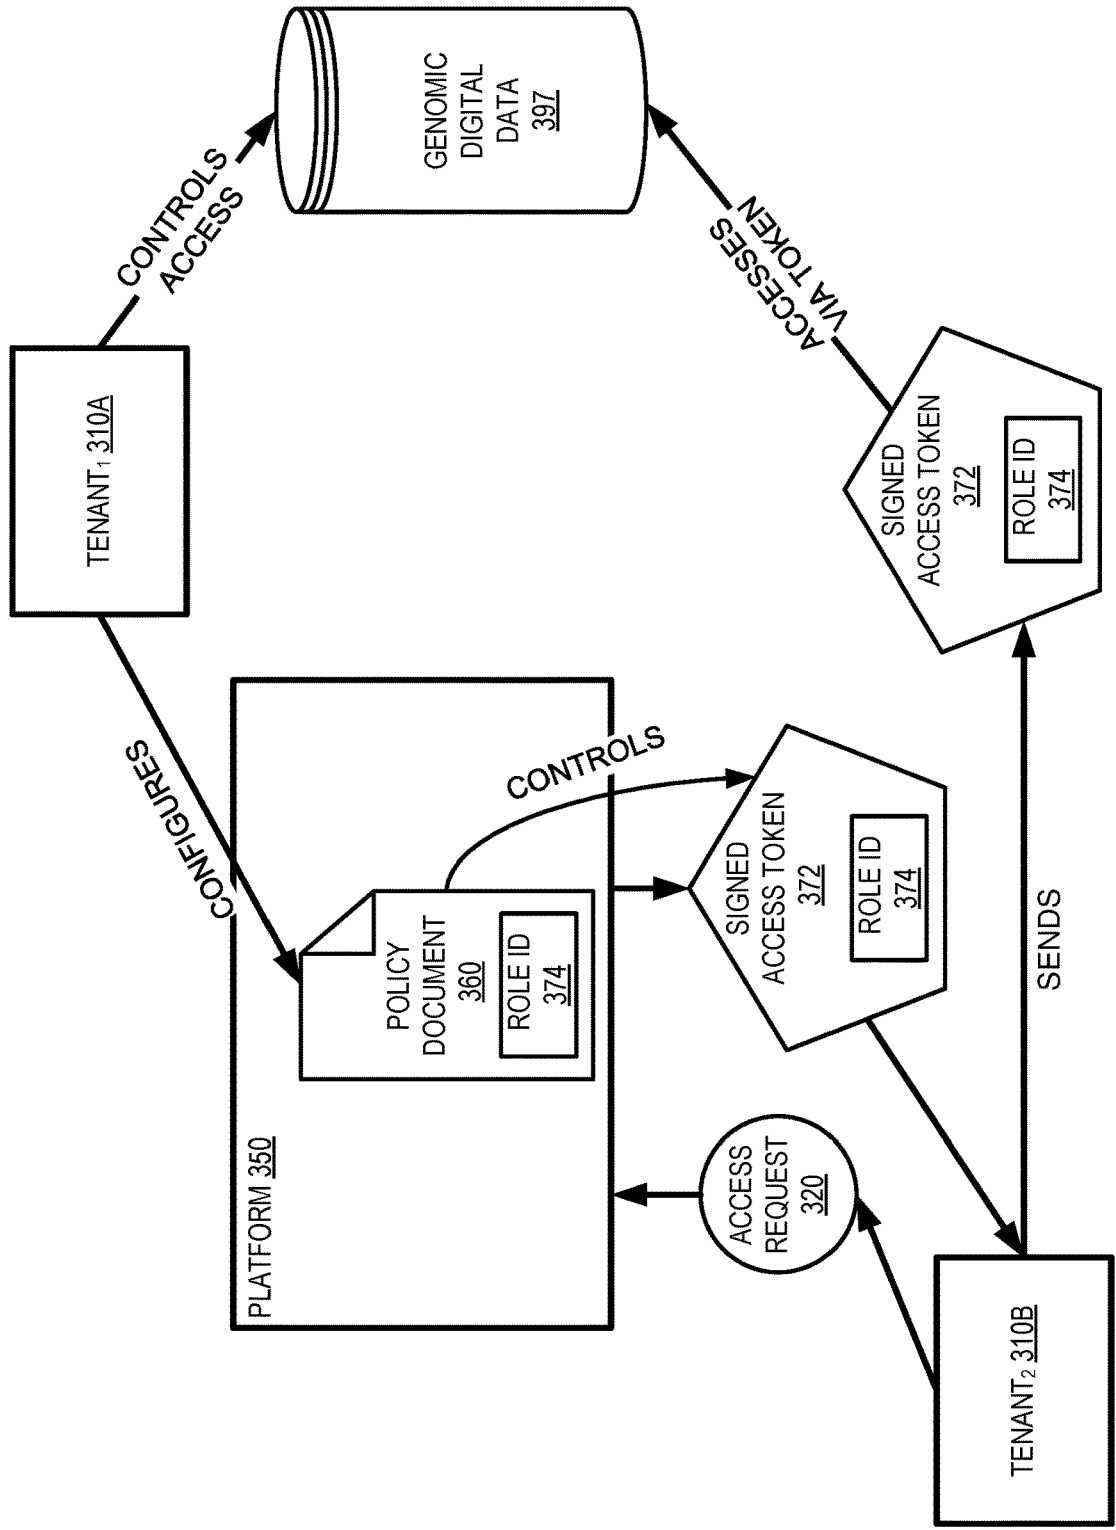 TENANT₁ 310A
CONTROLS
ACCESS
GENOMIC
DIGITAL
DATA
397
CONFIGURES
PLATFORM 350
POLICY
DOCUMENT
360
ROLE ID
374
CONTROLS
ACCESS
REQUEST
320
SIGNED
ACCESS TOKEN
372
ROLE ID
374
TENANT₂ 310B
SENDS
SIGNED
ACCESS TOKEN
372
ROLE ID
374
ACCESSES
VIA TOKEN